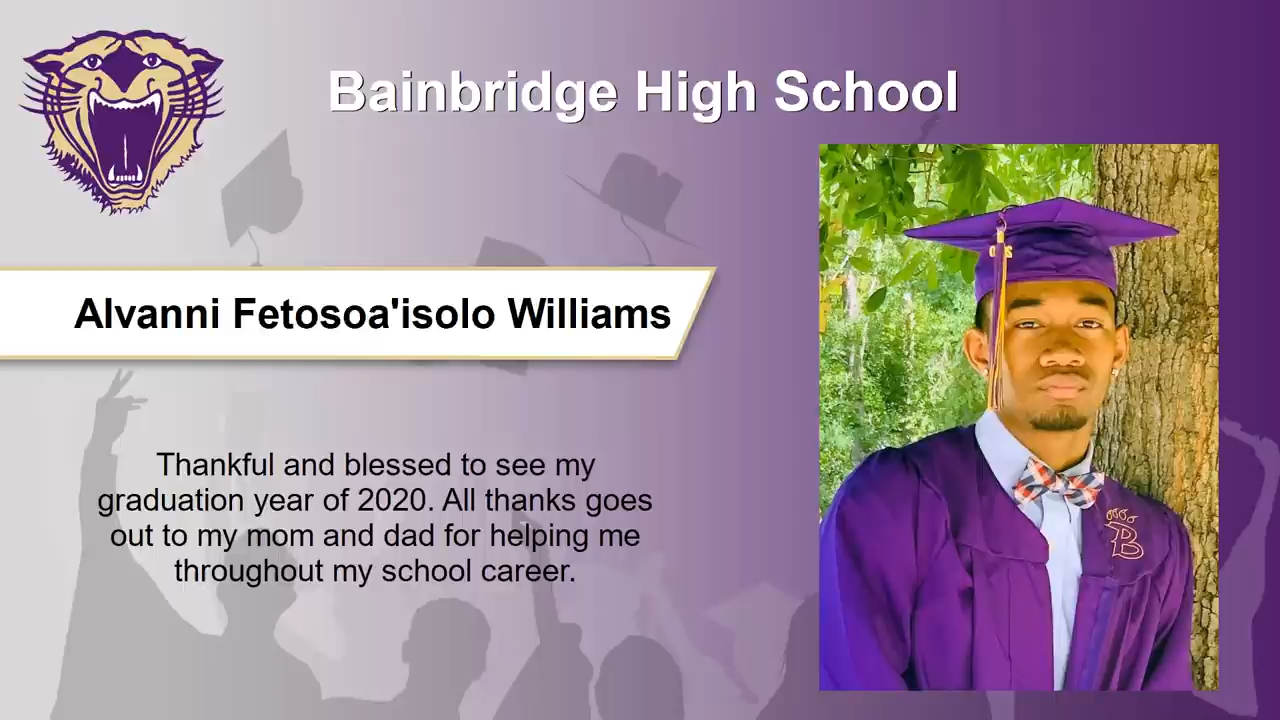 Bainbridge High School
Alvanni Fetosoa'isolo Williams
Thankful and blessed to see my
graduation year of 2020. All thanks goes
out to my mom and dad for helping me
throughout my school career.
B